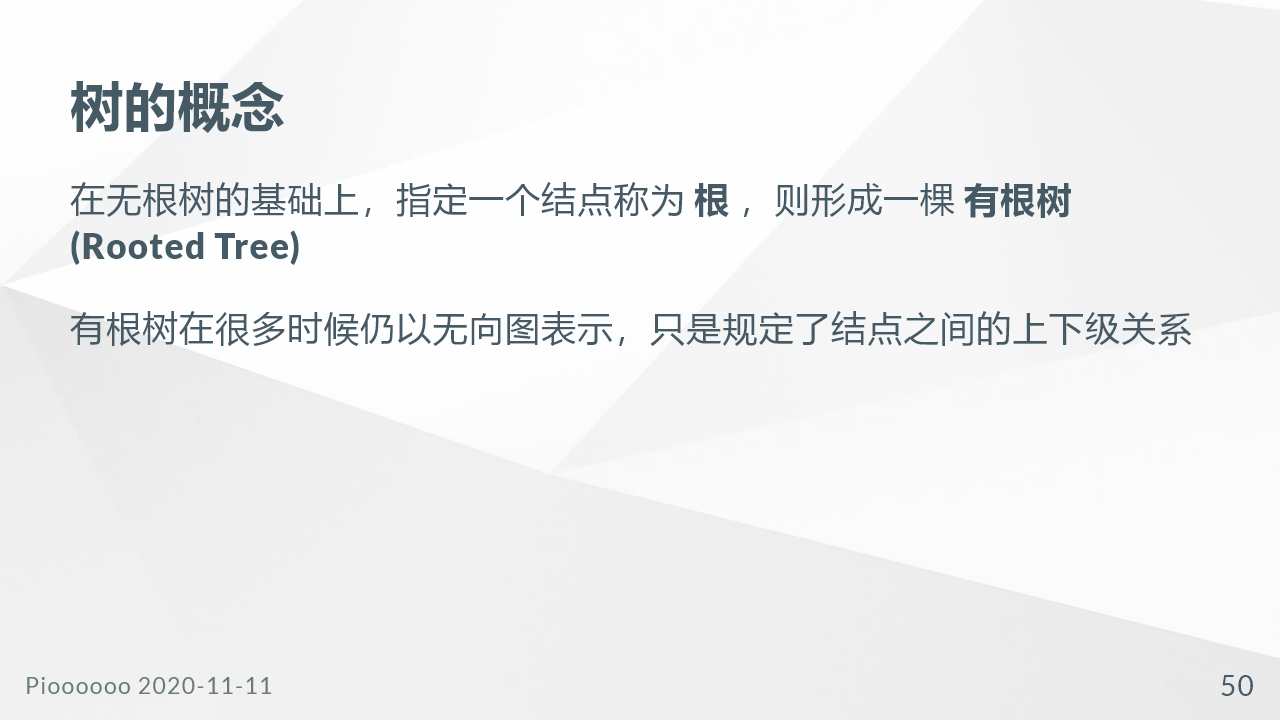 树的概念
在无根树的基础上，指定一个结点称为 根 ，则形成一棵 有根树
(Rooted Tree)
有根树在很多时候仍以无向图表示，只是规定了结点之间的上下级关系
Pioooooo 2020-11-11
50